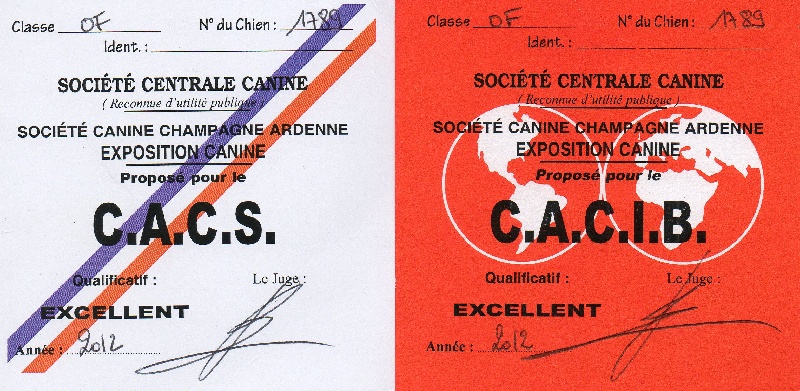 Classe OF N° du Chien : 1789
Ident. :
SOCIÉTÉ CENTRALE CANINE
( Reconnue d'utilité publique )
SOCIÉTÉ CANINE CHAMPAGNE ARDENNE
EXPOSITION CANINE
Proposé pour le
C.A.C.S.
Qualificatif : Le Juge :
EXCELLENT
Année : 2012
Classe OF N° du Chien : 1789
Ident. :
SOCIÉTÉ CENTRALE CANINE
( Reconnue d'utilité publique )
SOCIÉTÉ CANINE CHAMPAGNE ARDENNE
EXPOSITION CANINE
Proposé pour le
C.A.C.I.B.
Qualificatif : Le Juge :
EXCELLENT
Année : 2012